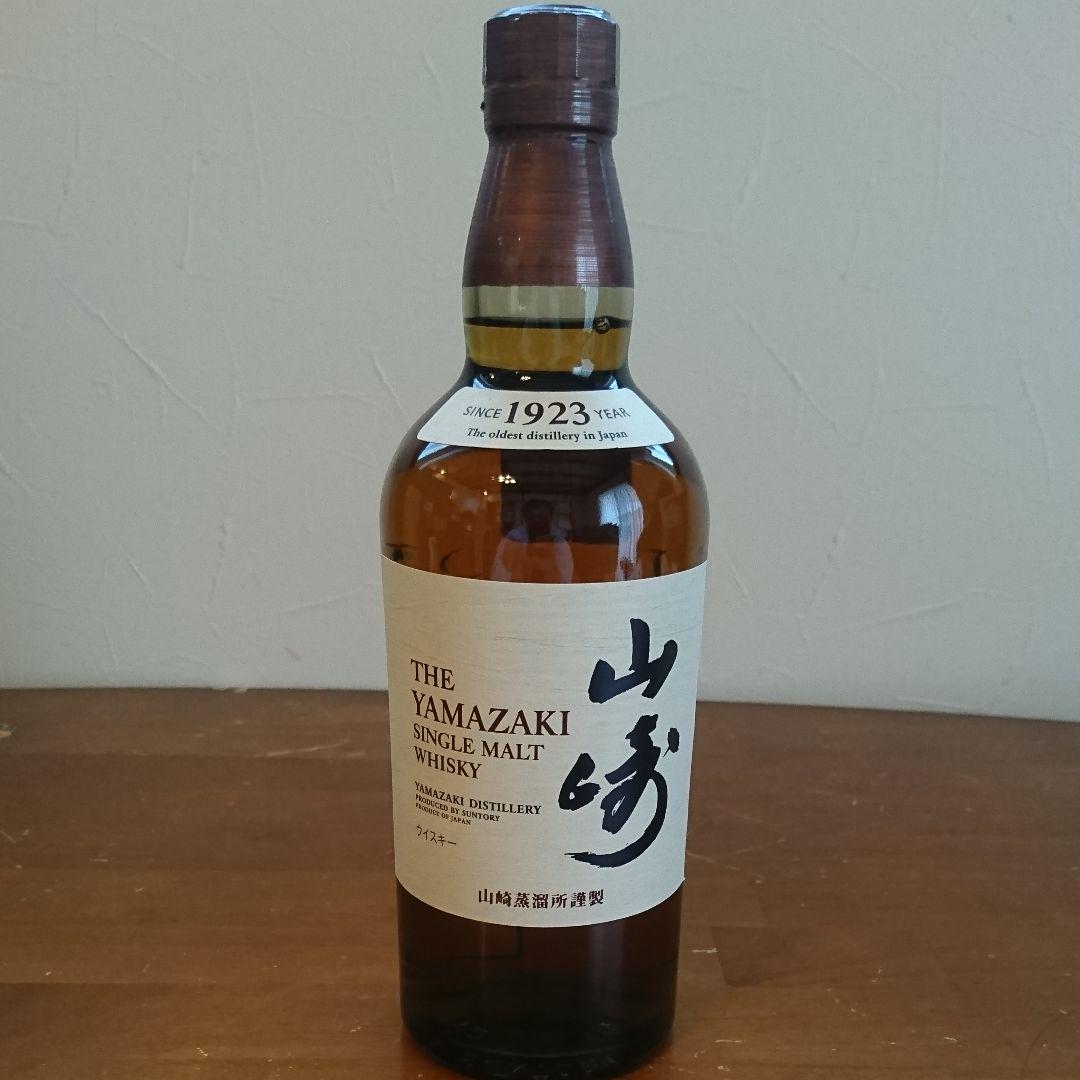 SINCE 1923 YEAR
The oldest distillery in Japan
THE
YAMAZAKI
SINGLE MALT
WHISKY
YAMAZAKI DISTILLERY
PRODUCED BY SUNTORY
PRODUCT OF JAPAN
ウイスキー
山崎
山崎蒸溜所謹製